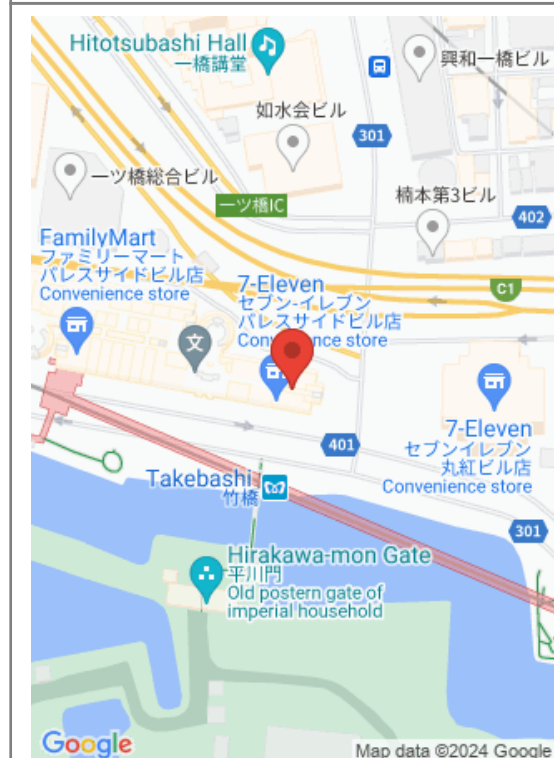 Hitotsubashi Hall
一橋講堂
興和一橋ビル
如水会ビル
301
一ツ橋総合ビル
一ツ橋IC
楠本第3ビル
402
FamilyMart
ファミリーマート
パレスサイドビル店
Convenience store
7-Eleven
セブン-イレブン
パレスサイドビル店
Convenience store
C1
文
7-Eleven
セブンイレブン
丸紅ビル店
Convenience store
401
Takebashi
竹橋
301
Hirakawa-mon Gate
平川門
Old postern gate of
imperial household
Google
Map data ©2024 Google